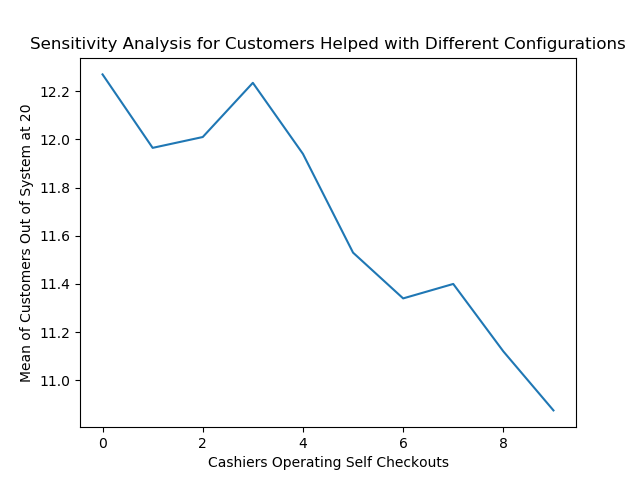 Sensitivity Analysis for Customers Helped with Different Configurations
12.2
12.0
11.8
11.6
11.4
11.2
11.0
Mean of Customers Out of System at 20
0 2 4 6 8
Cashiers Operating Self Checkouts